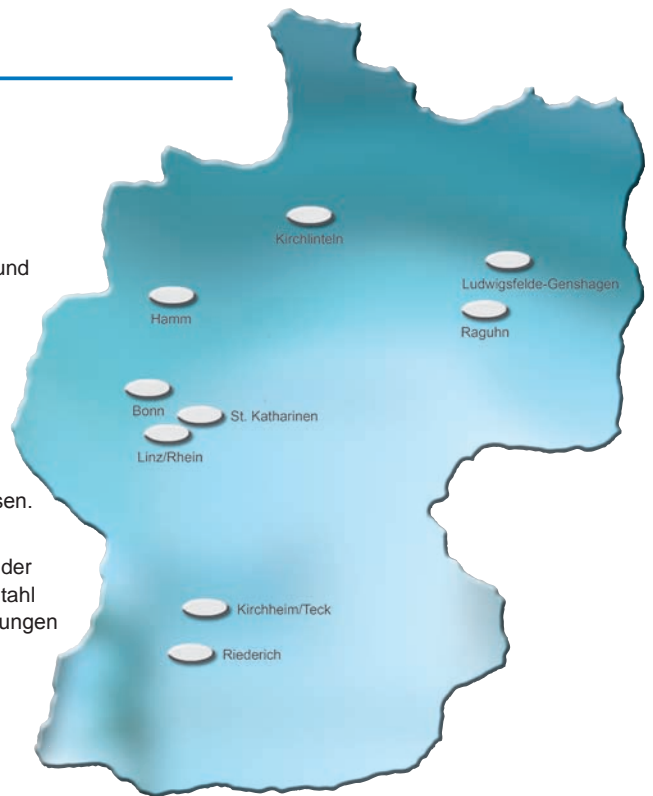 und
sen.
der
tahl
ungen
Kirchlinteln
Ludwigsfelde-Genshagen
Hamm
Raguhn
Bonn
St. Katharinen
Linz/Rhein
Kirchheim/Teck
Riederich